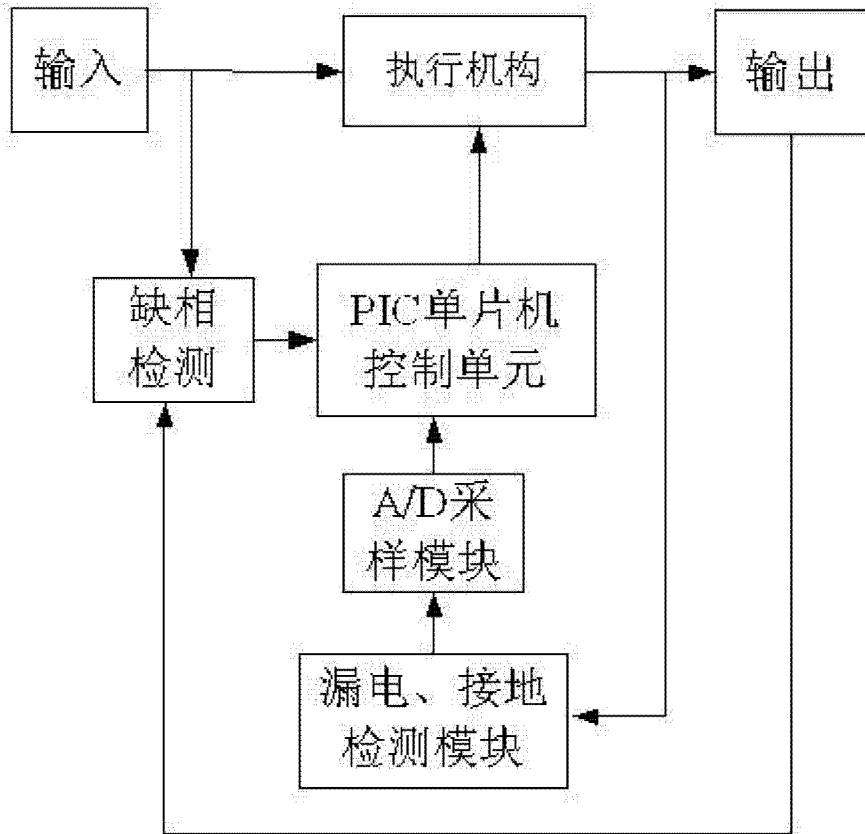 输入
执行机构
输出
缺相
检测
PIC单片机
控制单元
A/D采
样模块
漏电、接地
检测模块